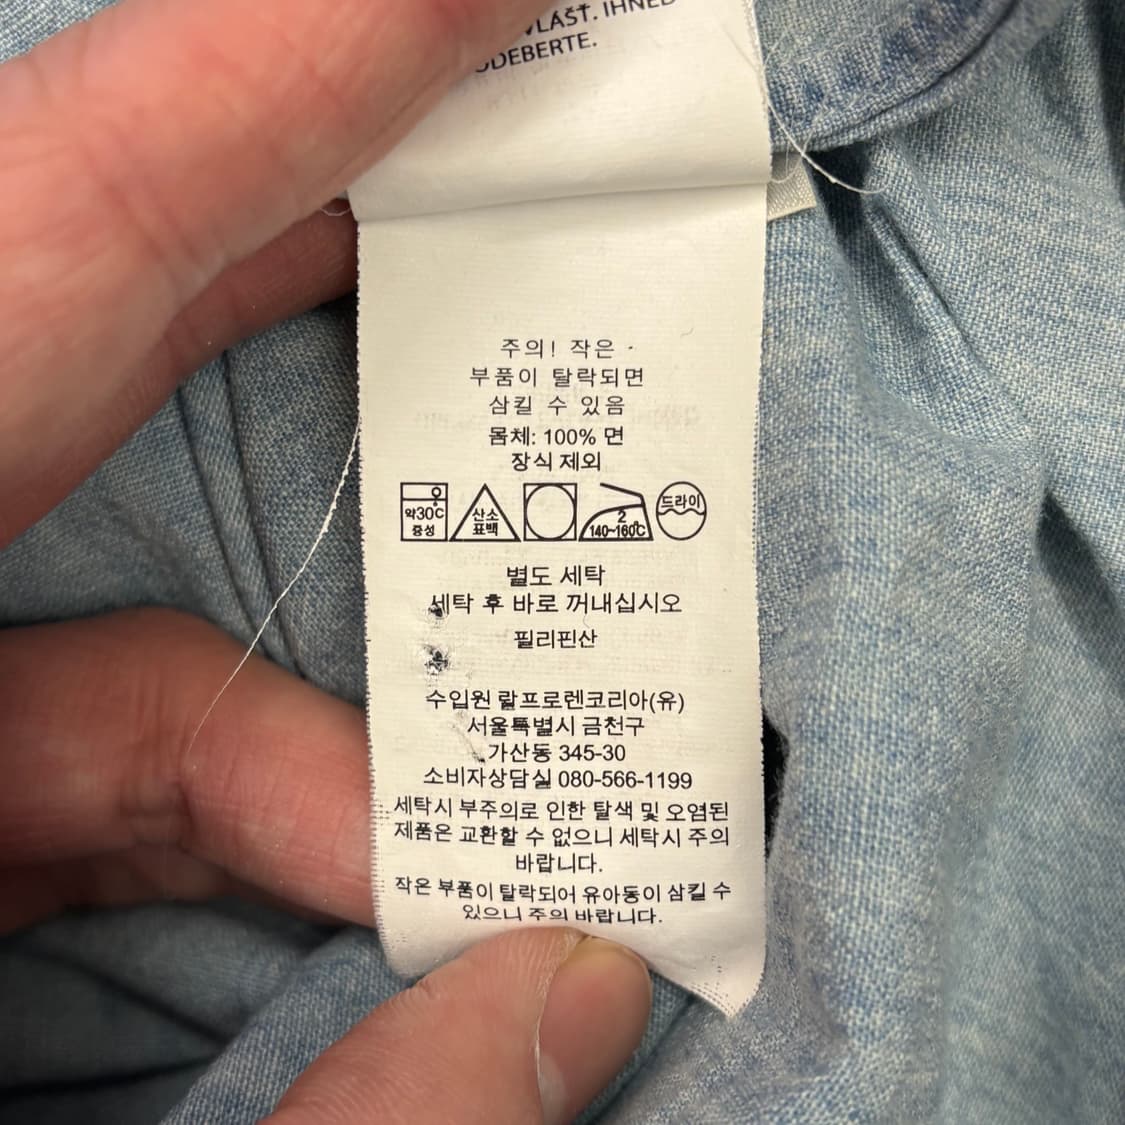 VLÁŠŤ. IHNED
ODEBERTE.
주의! 작은
부품이 탈락되면
삼킬 수 있음
몸체: 100% 면
장식 제외
약30℃
중성
산소
표백
2
140~160℃
드라이
별도 세탁
세탁 후 바로 꺼내십시오
필리핀산
수입원 랄프로렌코리아(유)
서울특별시 금천구
가산동 345-30
소비자상담실 080-566-1199
세탁시 부주의로 인한 탈색 및 오염된
제품은 교환할 수 없으니 세탁시 주의
바랍니다.
작은 부품이 탈락되어 유아동이 삼킬 수
있으니 주의 바랍니다.